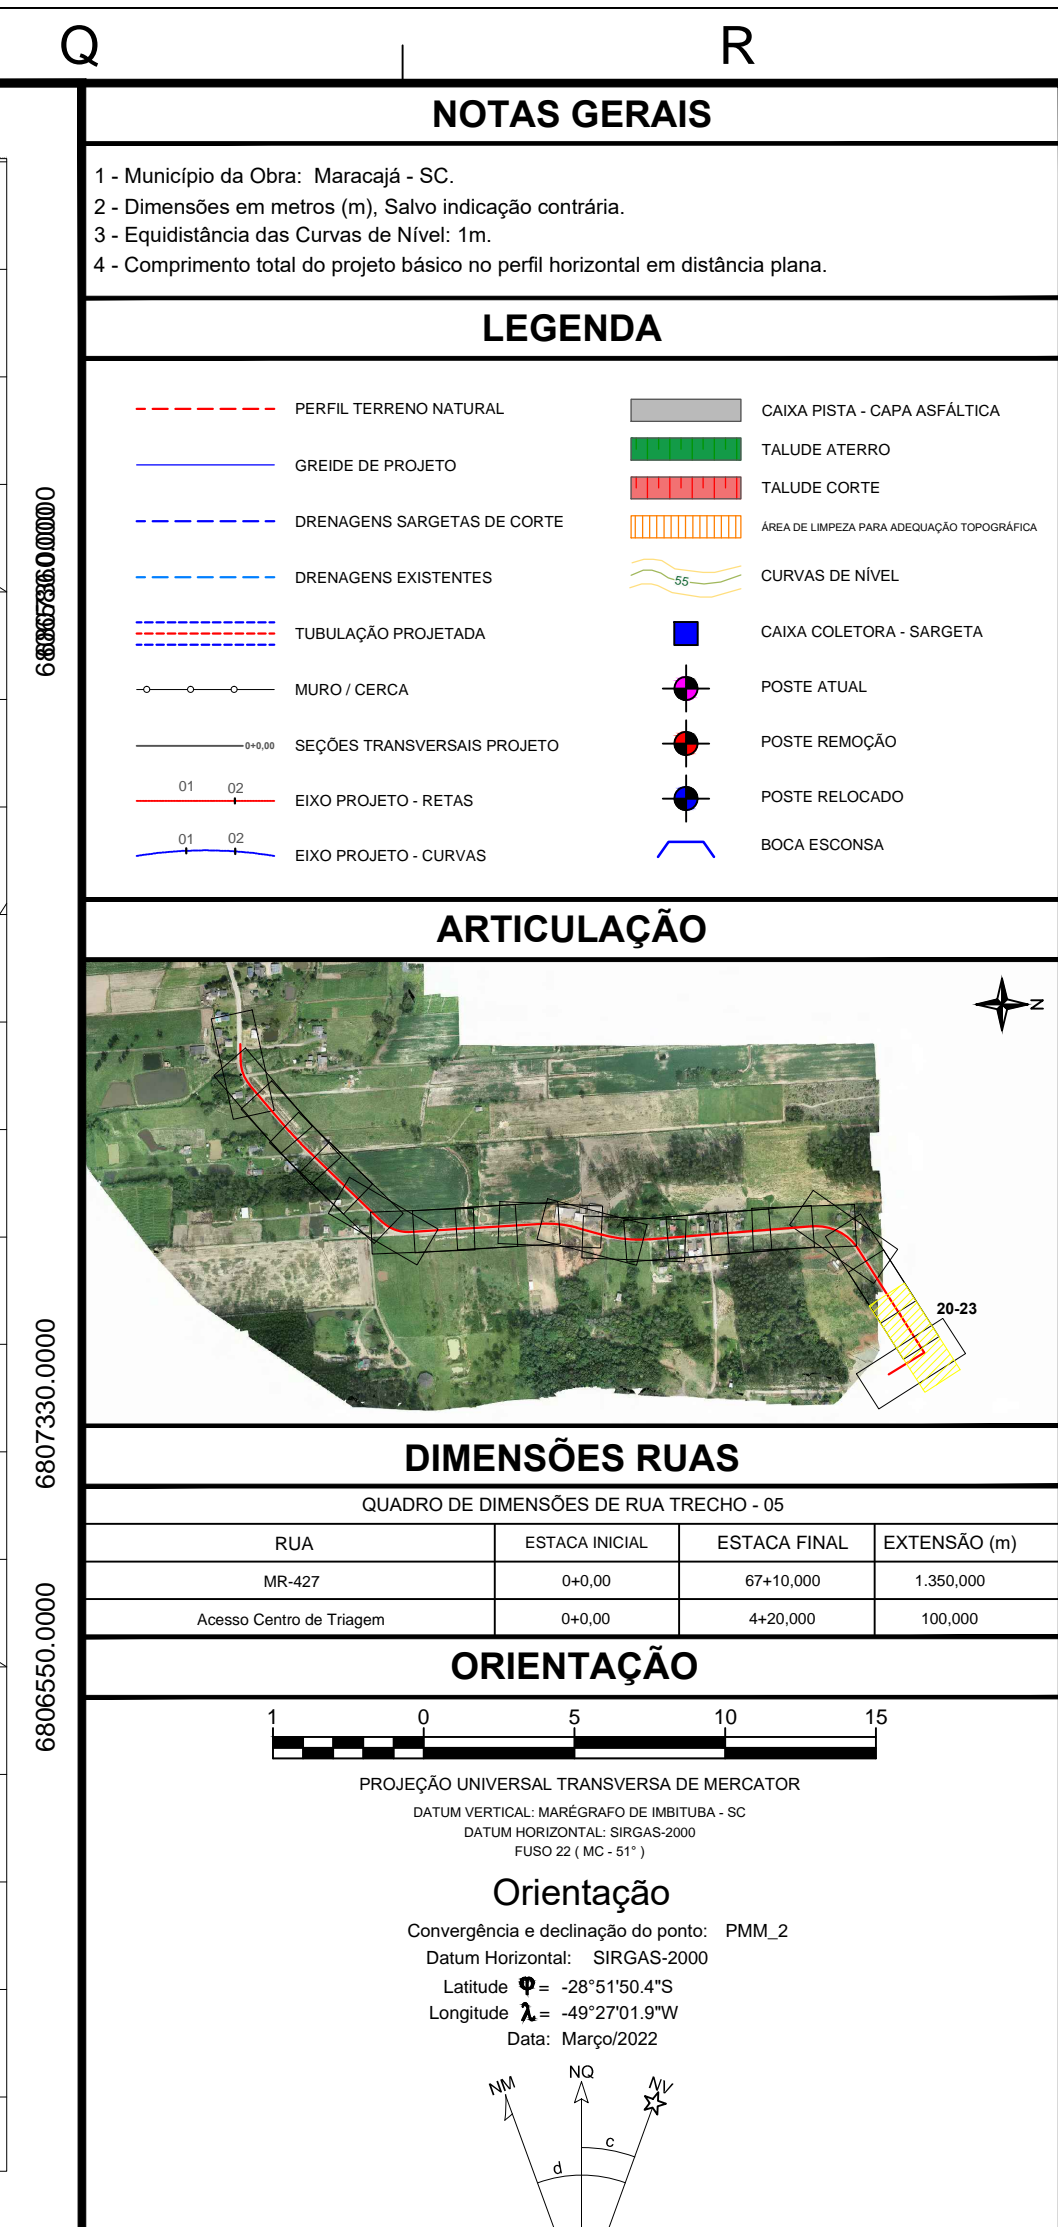 Q
R
NOTAS GERAIS
1 - Município da Obra: Maracajá - SC.
2 - Dimensões em metros (m), Salvo indicação contrária.
3 - Equidistância das Curvas de Nível: 1m.
4 - Comprimento total do projeto básico no perfil horizontal em distância plana.
LEGENDA
PERFIL TERRENO NATURAL
GREIDE DE PROJETO
DRENAGENS SARGETAS DE CORTE
DRENAGENS EXISTENTES
TUBULAÇÃO PROJETADA
MURO / CERCA
0+0,00 SEÇÕES TRANSVERSAIS PROJETO
01 02
EIXO PROJETO - RETAS
01 02
EIXO PROJETO - CURVAS
CAIXA PISTA - CAPA ASFÁLTICA
TALUDE ATERRO
TALUDE CORTE
ÁREA DE LIMPEZA PARA ADEQUAÇÃO TOPOGRÁFICA
55 CURVAS DE NÍVEL
CAIXA COLETORA - SARGETA
POSTE ATUAL
POSTE REMOÇÃO
POSTE RELOCADO
BOCA ESCONSA
ARTICULAÇÃO
N
20-23
6807330.0000
6806550.0000
DIMENSÕES RUAS
QUADRO DE DIMENSÕES DE RUA TRECHO - 05
RUA ESTACA INICIAL ESTACA FINAL EXTENSÃO (m)
MR-427 0+0,00 67+10,000 1.350,000
Acesso Centro de Triagem 0+0,00 4+20,000 100,000
ORIENTAÇÃO
1 0 5 10 15
PROJEÇÃO UNIVERSAL TRANSVERSA DE MERCATOR
DATUM VERTICAL: MARÉGRAFO DE IMBITUBA - SC
DATUM HORIZONTAL: SIRGAS-2000
FUSO 22 ( MC - 51° )
Orientação
Convergência e declinação do ponto: PMM_2
Datum Horizontal: SIRGAS-2000
Latitude φ = -28°51'50.4"S
Longitude λ = -49°27'01.9"W
Data: Março/2022
NM NQ NV
c
d